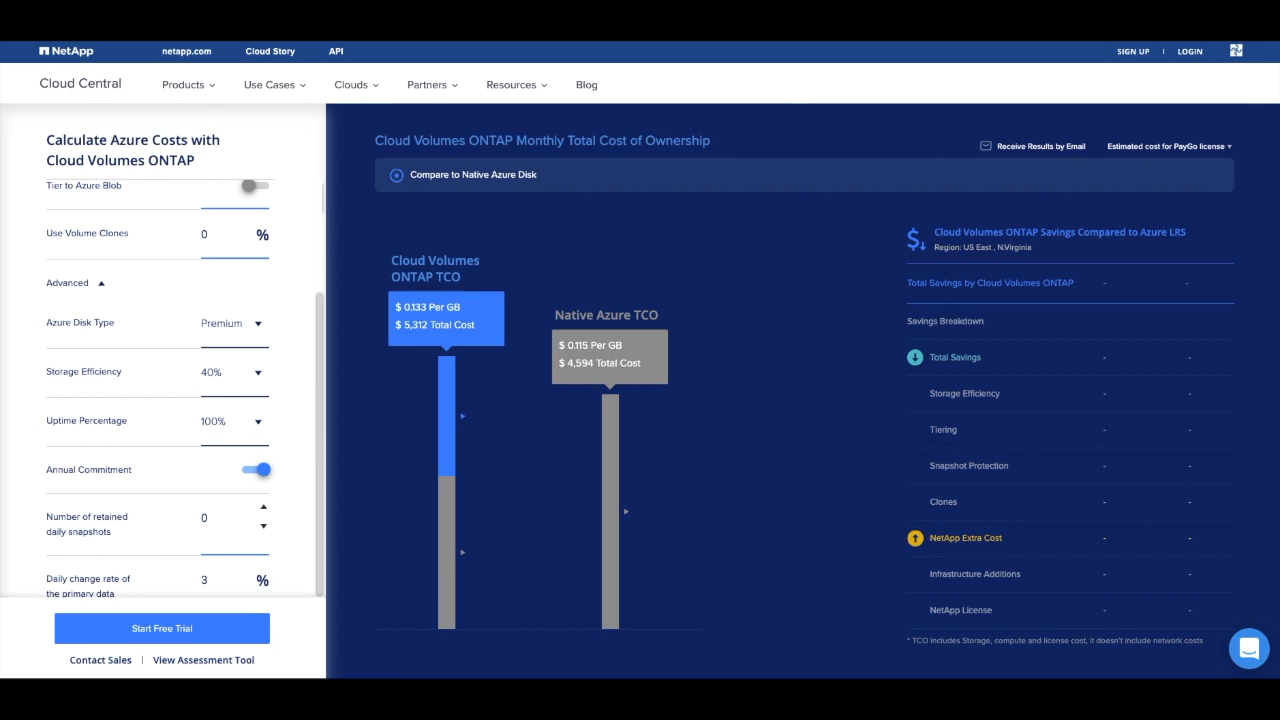 NetApp
netapp.com
Cloud Story
API
SIGN UP
LOGIN
Cloud Central
Products
Use Cases
Clouds
Partners
Resources
Blog
Calculate Azure Costs with
Cloud Volumes ONTAP
Tier to Azure Blob
Use Volume Clones
0
%
Advanced
Azure Disk Type
Premium
Storage Efficiency
40%
Uptime Percentage
100%
Annual Commitment
Number of retained
daily snapshots
0
Daily change rate of
the primary data
3
%
Start Free Trial
Contact Sales
View Assessment Tool
Cloud Volumes ONTAP Monthly Total Cost of Ownership
Receive Results by Email
Estimated cost for PayGo license
Compare to Native Azure Disk
Cloud Volumes
ONTAP TCO
$ 0.133 Per GB
$ 5,312 Total Cost
Native Azure TCO
$ 0.115 Per GB
$ 4,594 Total Cost
Cloud Volumes ONTAP Savings Compared to Azure LRS
Region: US East , N.Virginia
Total Savings by Cloud Volumes ONTAP - -
Savings Breakdown
Total Savings - -
Storage Efficiency - -
Tiering - -
Snapshot Protection - -
Clones - -
NetApp Extra Cost - -
Infrastructure Additions - -
NetApp License - -
* TCO includes Storage, compute and license cost, it doesn't include network costs